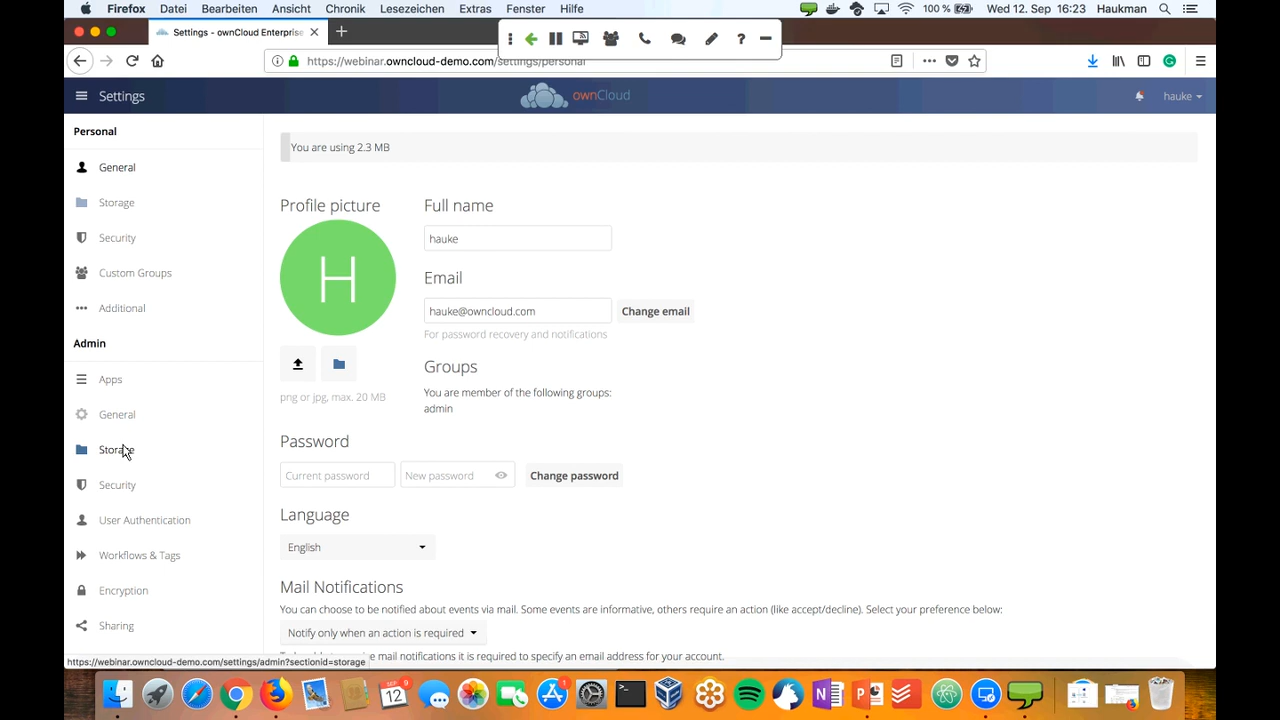 Firefox Datei Bearbeiten Ansicht Chronik Lesezeichen Extras Fenster Hilfe 100 % Mi 12. Sep 16:23 Haukman
Settings - ownCloud Enterprise
https://webinar.owncloud-demo.com/settings/personal
Settings ownCloud hauke
Personal
General
Storage
Security
Custom Groups
Additional
Admin
Apps
General
Storage
Security
User Authentication
Workflows & Tags
Encryption
Sharing
You are using 2.3 MB
Profile picture
H
png or jpg, max. 20 MB
Full name
hauke
Email
hauke@owncloud.com Change email
For password recovery and notifications
Groups
You are member of the following groups:
admin
Password
Current password New password Change password
Language
English
Mail Notifications
You can choose to be notified about events via mail. Some events are informative, others require an action (like accept/decline). Select your preference below:
Notify only when an action is required
mail notifications it is required to specify an email address for your account.
https://webinar.owncloud-demo.com/settings/admin?sectionid=storage